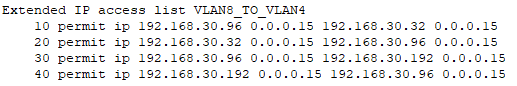 Extended IP access list VLAN8_TO_VLAN4
10 permit ip 192.168.30.96 0.0.0.15 192.168.30.32 0.0.0.15
20 permit ip 192.168.30.32 0.0.0.15 192.168.30.96 0.0.0.15
30 permit ip 192.168.30.96 0.0.0.15 192.168.30.192 0.0.0.15
40 permit ip 192.168.30.192 0.0.0.15 192.168.30.96 0.0.0.15